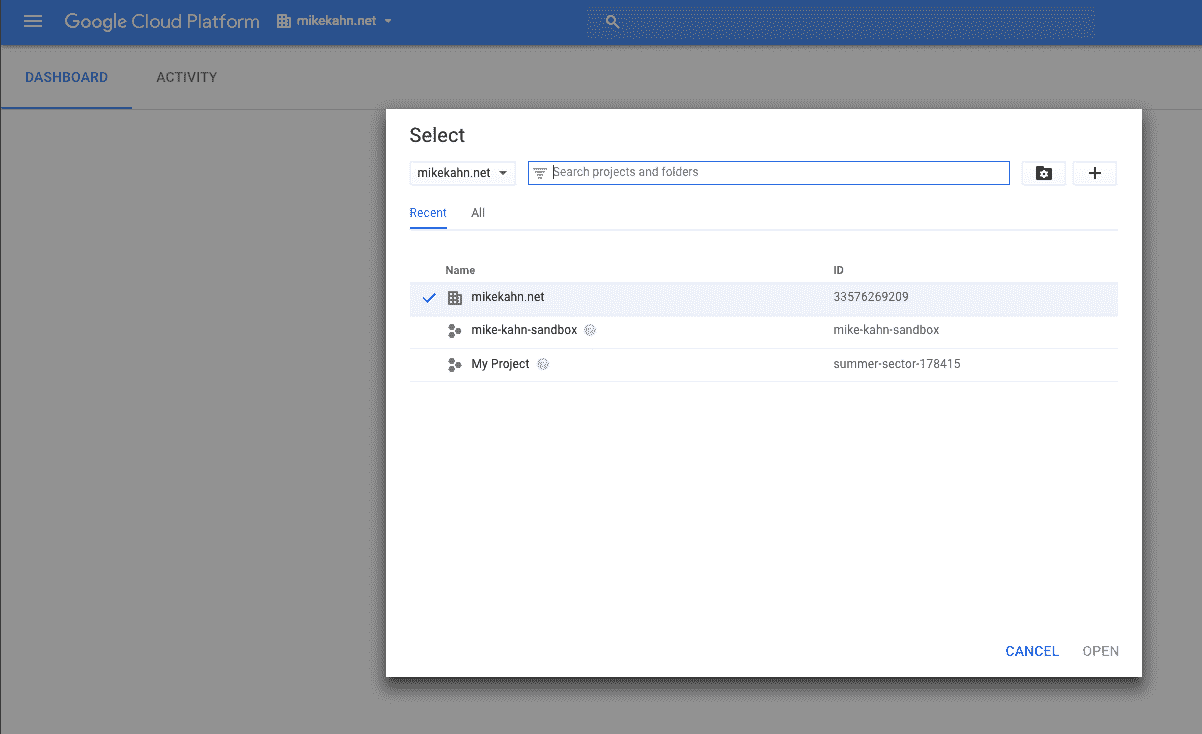 Google Cloud Platform mikekahn.net
DASHBOARD ACTIVITY
Select
mikekahn.net Search projects and folders
Recent All
Name ID
mikekahn.net 33576269209
mike-kahn-sandbox mike-kahn-sandbox
My Project summer-sector-178415
CANCEL OPEN